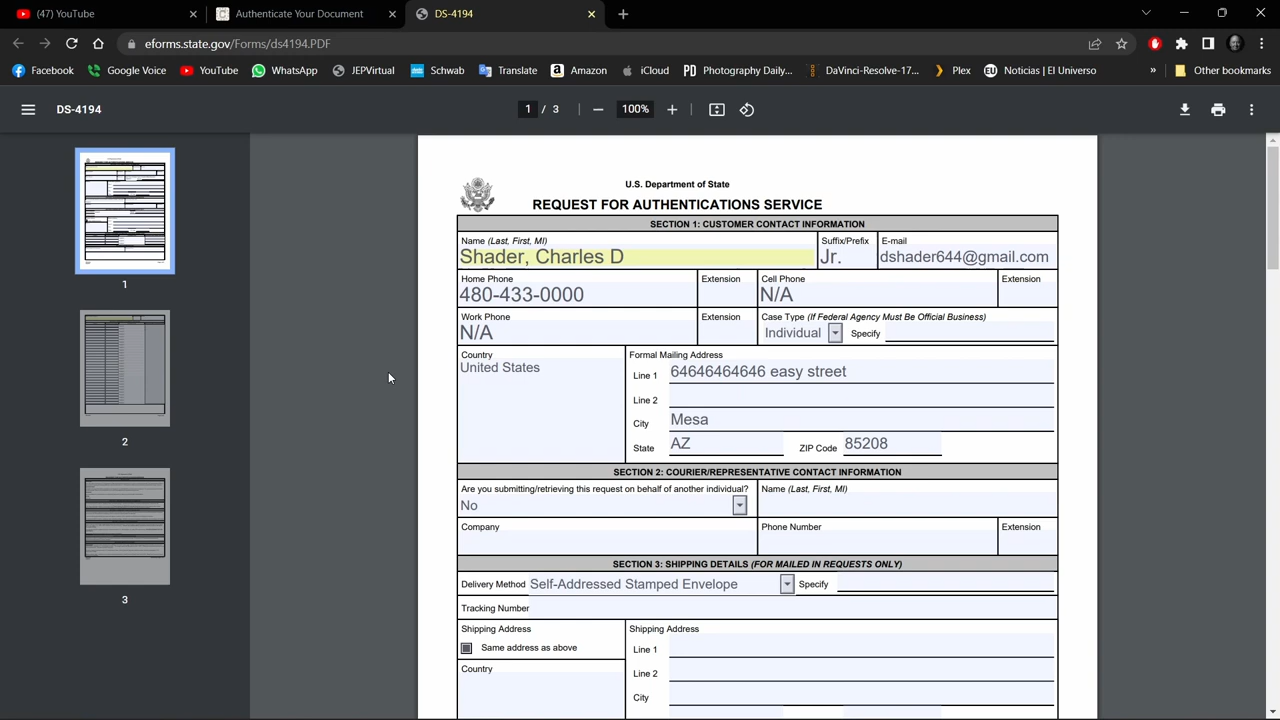 (47) YouTube
Authenticate Your Document
DS-4194
eforms.state.gov/Forms/ds4194.PDF
Facebook
Google Voice
YouTube
WhatsApp
JEPVirtual
Schwab
Translate
Amazon
iCloud
PD Photography Daily...
DaVinci-Resolve-17...
Plex
EU Noticias | El Universo
»
Other bookmarks
DS-4194
1 / 3
100%
1
2
3
U.S. Department of State
REQUEST FOR AUTHENTICATIONS SERVICE
SECTION 1: CUSTOMER CONTACT INFORMATION
Name (Last, First, MI)
Suffix/Prefix
E-mail
Shader, Charles D
Jr.
dshader644@gmail.com
Home Phone
Extension
Cell Phone
Extension
480-433-0000
N/A
Work Phone
Extension
Case Type (If Federal Agency Must Be Official Business)
N/A
Individual
Specify
Country
Formal Mailing Address
United States
Line 1 64646464646 easy street
Line 2
City Mesa
State AZ ZIP Code 85208
SECTION 2: COURIER/REPRESENTATIVE CONTACT INFORMATION
Are you submitting/retrieving this request on behalf of another individual?
Name (Last, First, MI)
No
Company
Phone Number
Extension
SECTION 3: SHIPPING DETAILS (FOR MAILED IN REQUESTS ONLY)
Delivery Method Self-Addressed Stamped Envelope Specify
Tracking Number
Shipping Address
Shipping Address
Same address as above
Line 1
Country
Line 2
City